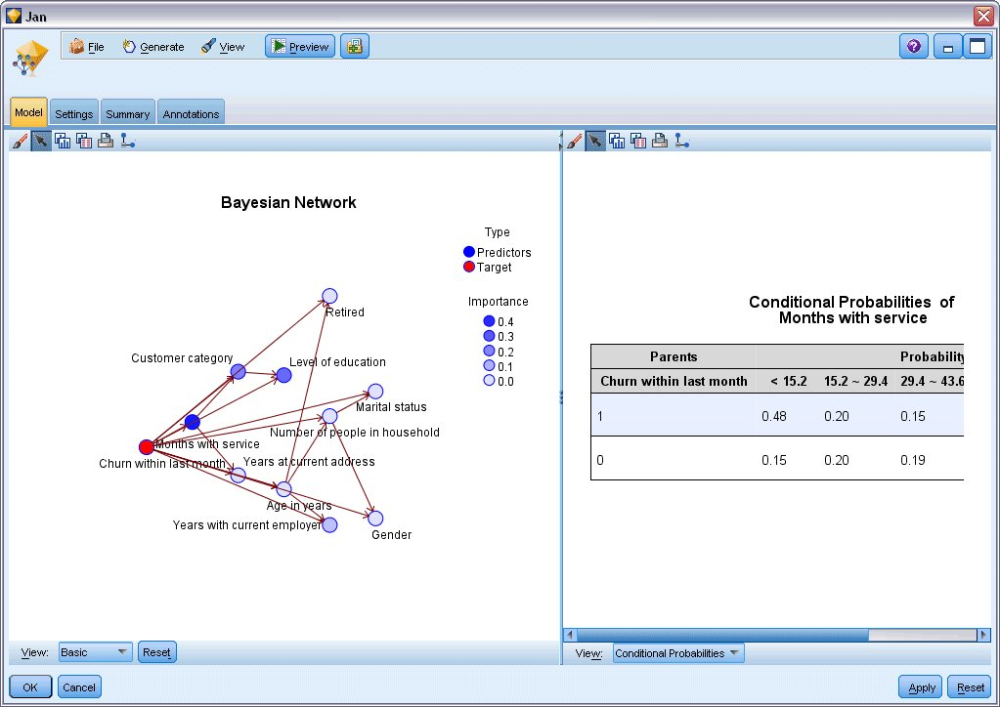 Jan
File Generate View Preview
Model Settings Summary Annotations
Bayesian Network
Type
Predictors
Target
Importance
0.4
0.3
0.2
0.1
0.0
Retired
Customer category
Level of education
Marital status
Number of people in household
Months with service
Churn within last month
Years at current address
Age in years
Years with current employer
Gender
View: Basic Reset
Conditional Probabilities of
Months with service
Parents Probability
Churn within last month < 15.2 15.2 ~ 29.4 29.4 ~ 43.6
1 0.48 0.20 0.15
0 0.15 0.20 0.19
View: Conditional Probabilities
OK Cancel Apply Reset